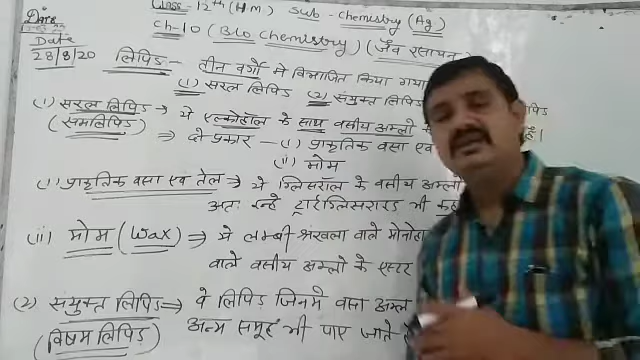 Class - 12th (Hm) Sub - Chemistry (Ag)
Date
28/8/20
Ch-10 (Bio Chemistry) (जैव रसायन)
लिपिड - तीन वर्गो मे विभाजित किया गया
(1) सरल लिपिड (2) संयुक्त लिपिड
(1) सरल लिपिड → ये एल्कोहॉल के साथ वसीय अम्लो
(समलिपिड) ⇒ दो प्रकार - (i) प्राकृतिक वसा एव
(ii) मोम
(i) प्राकृतिक वसा एव तेल → ये ग्लिसरॉल के वसीय अम्लो
अतः इन्हे ट्राईग्लिसराइड भी
(ii) मोम (Wax) ⇒ ये लम्बी श्रंखला वाले
वाले वसीय अम्लो के एस्टर
(2) संयुक्त लिपिड ⇒ वे लिपिड जिनमे वसा अम्ल
(विषम लिपिड) अन्य समूह भी पाए जाते